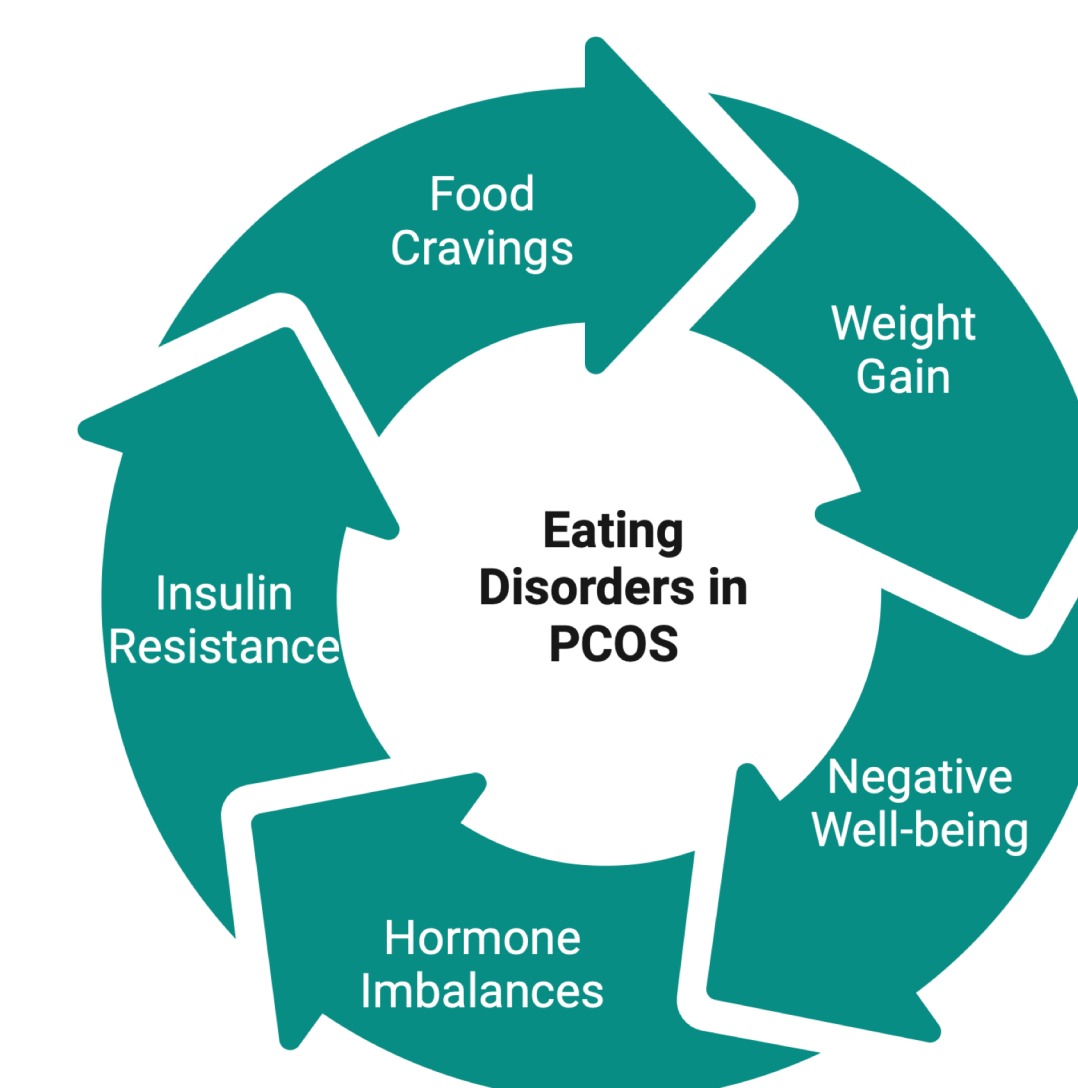 Food
Cravings
Weight
Gain
Negative
Well-being
Hormone
Imbalances
Insulin
Resistance
Eating
Disorders in
PCOS